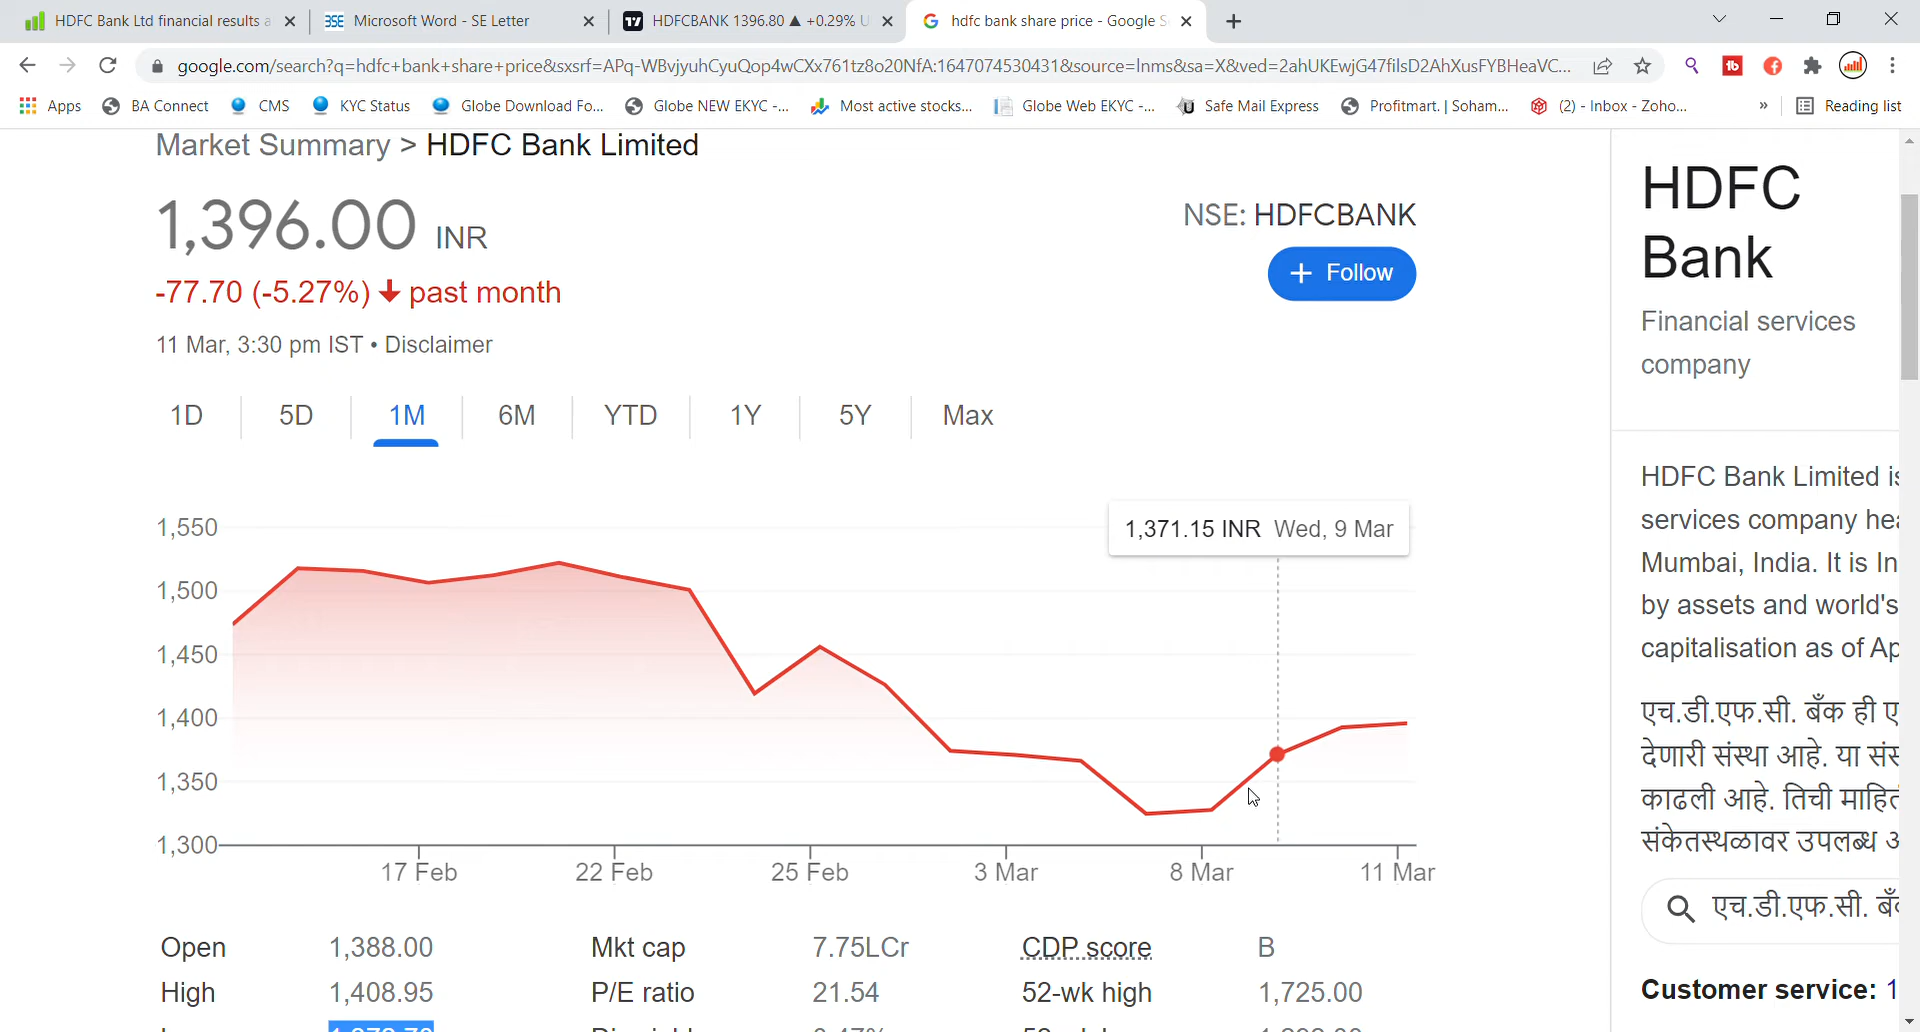 HDFC Bank Ltd financial results a
Microsoft Word - SE Letter
HDFCBANK 1396.80 ▲ +0.29% U
hdfc bank share price - Google S
google.com/search?q=hdfc+bank+share+price&sxsrf=APq-WBvjyuhCyuQop4wCXx761tz8o20NfA:1647074530431&source=lnms&sa=X&ved=2ahUKEwjG47filsD2AhXusFYBHeaVC...
Apps
BA Connect
CMS
KYC Status
Globe Download Fo...
Globe NEW EKYC -...
Most active stocks...
Globe Web EKYC -...
Safe Mail Express
Profitmart. | Soham...
(2) - Inbox - Zoho...
»
Reading list
Market Summary > HDFC Bank Limited
1,396.00 INR
-77.70 (-5.27%) ↓ past month
11 Mar, 3:30 pm IST • Disclaimer
NSE: HDFCBANK
+ Follow
1D
5D
1M
6M
YTD
1Y
5Y
Max
1,371.15 INR Wed, 9 Mar
1,550
1,500
1,450
1,400
1,350
1,300
17 Feb
22 Feb
25 Feb
3 Mar
8 Mar
11 Mar
Open 1,388.00
Mkt cap 7.75LCr
CDP score B
High 1,408.95
P/E ratio 21.54
52-wk high 1,725.00
HDFC
Bank
Financial services
company
HDFC Bank Limited is
services company hea
Mumbai, India. It is In
by assets and world's
capitalisation as of Ap
एच.डी.एफ.सी. बँक ही ए
देणारी संस्था आहे. या संस
काढली आहे. तिची माहित
संकेतस्थळावर उपलब्ध अ
एच.डी.एफ.सी. बँ
Customer service: 1